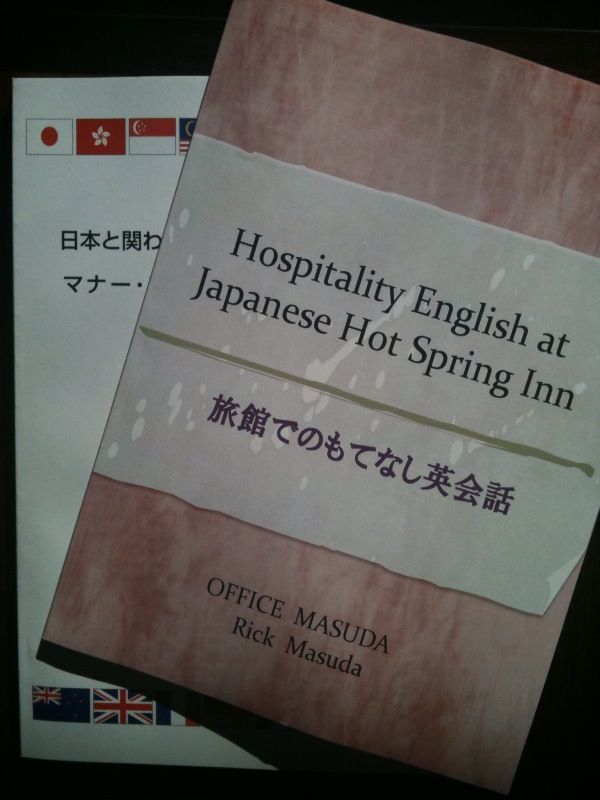 日本と関わ
マナー・
Hospitality English at
Japanese Hot Spring Inn
旅館でのもてなし英会話
OFFICE MASUDA
Rick Masuda